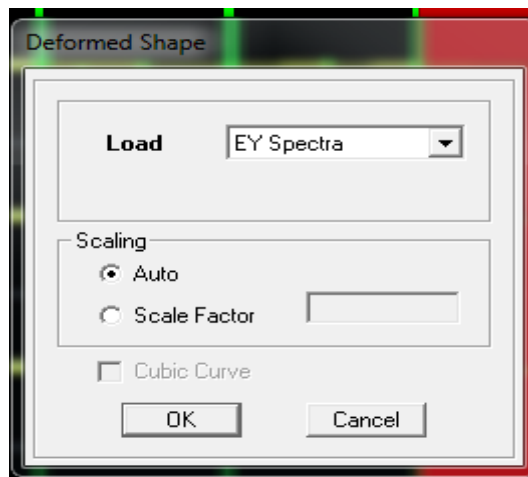 Deformed Shape
Load EY Spectra
Scaling
Auto
Scale Factor
Cubic Curve
OK Cancel